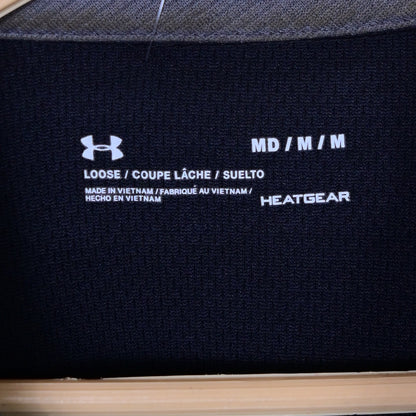 MD / M / M
LOOSE / COUPE LÂCHE / SUELTO
MADE IN VIETNAM / FABRIQUÉ AU VIETNAM /
HECHO EN VIETNAM
HEATGEAR